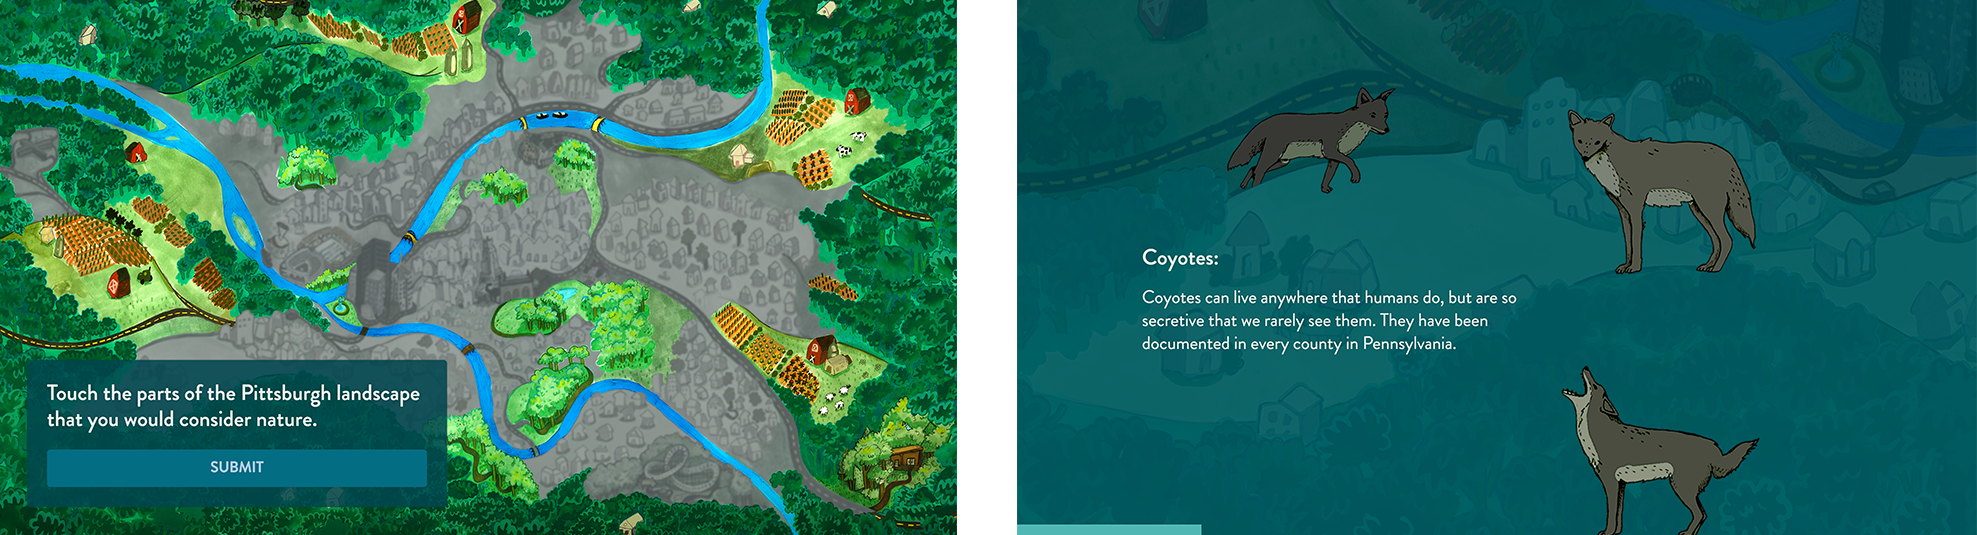 Touch the parts of the Pittsburgh landscape
that you would consider nature.
SUBMIT
Coyotes:
Coyotes can live anywhere that humans do, but are so
secretive that we rarely see them. They have been
documented in every county in Pennsylvania.